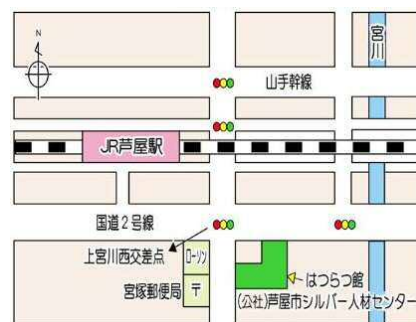 N
宮川
山手幹線
JR芦屋駅
国道2号線
上宮川西交差点
ローソン
宮塚郵便局
〒
はつらつ館
(公社)芦屋市シルバー人材センター